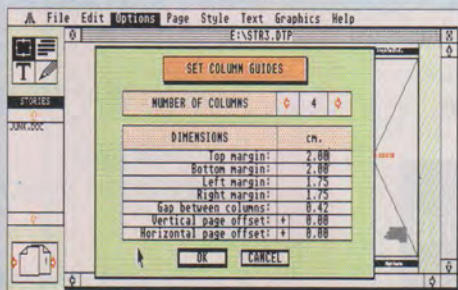 File Edit Options Page Style Text Graphics Help
E:\STR3.DTP
SET COLUMN GUIDES
NUMBER OF COLUMNS 4
STORIES
JUNK.DOC
DIMENSIONS cm.
Top margin: 2.00
Bottom margin: 2.00
Left margin: 1.75
Right margin: 1.75
Gap between columns: 0.42
Vertical page offset: + 0.00
Horizontal page offset: + 0.00
OK CANCEL